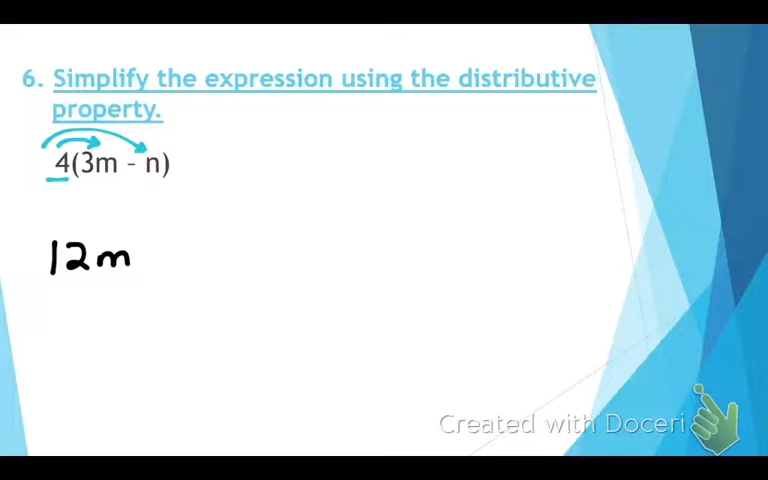 6. Simplify the expression using the distributive
property.
4(3m – n)
12m
Created with Doceri